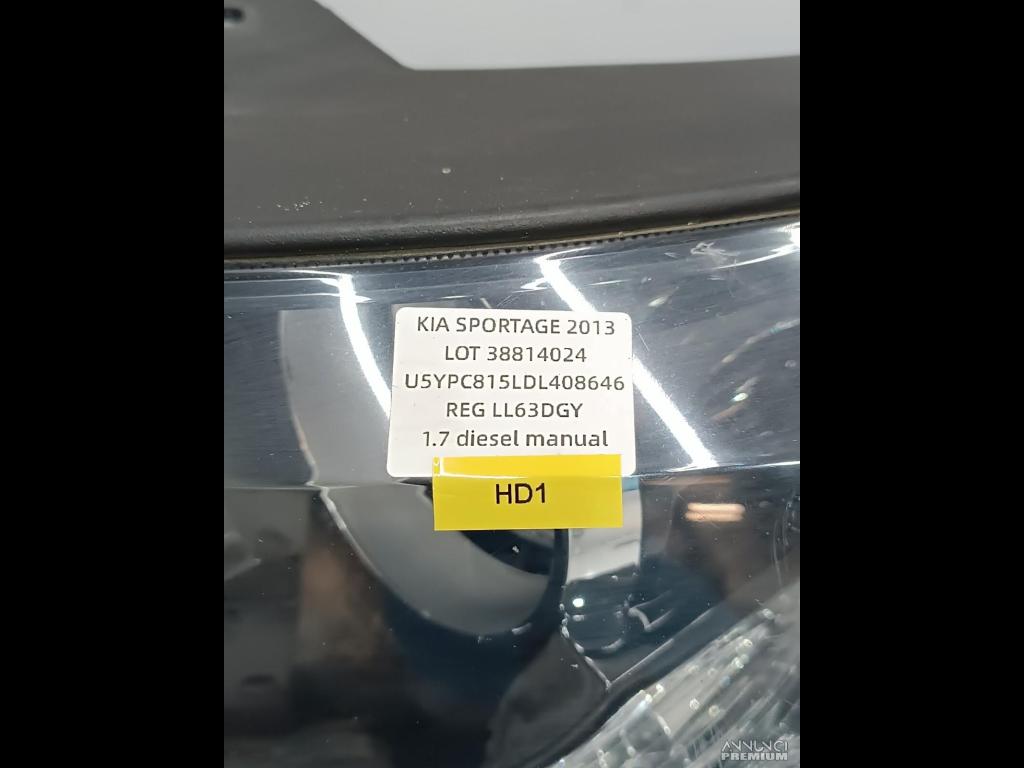 KIA SPORTAGE 2013
LOT 38814024
U5YPC815LDL408646
REG LL63DGY
1.7 diesel manual
HD1
ANNUNCI
PREMIUM